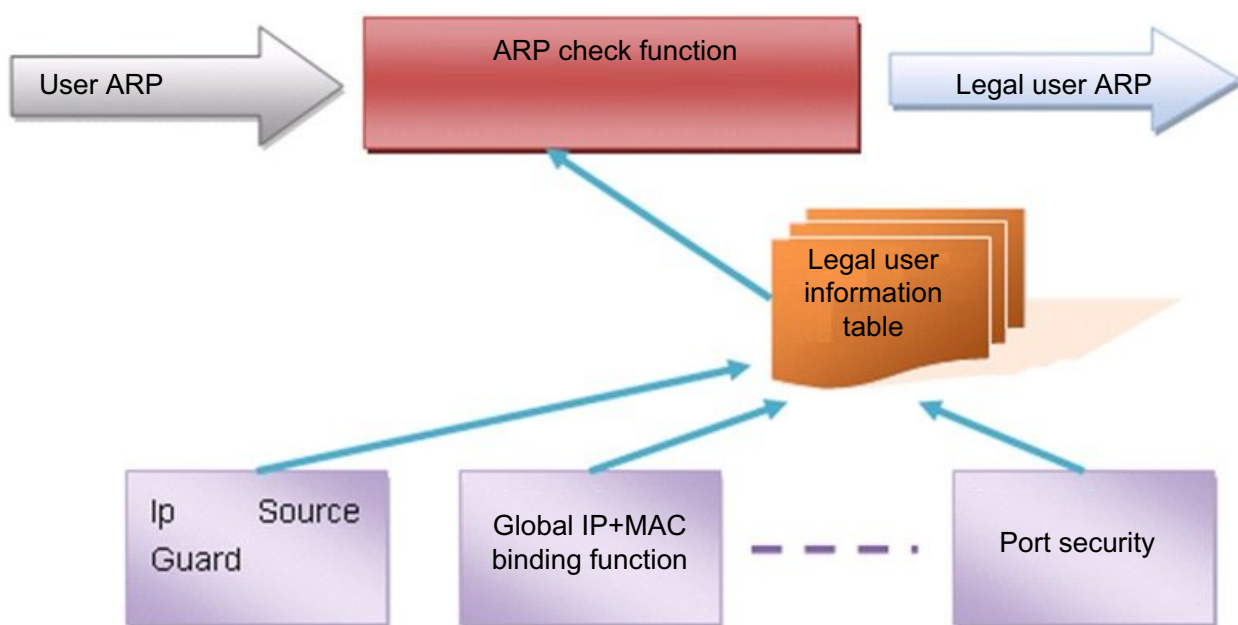 ARP check function
User ARP
Legal user ARP
Legal user
information
table
Ip Source
Guard
Global IP+MAC
binding function
Port security